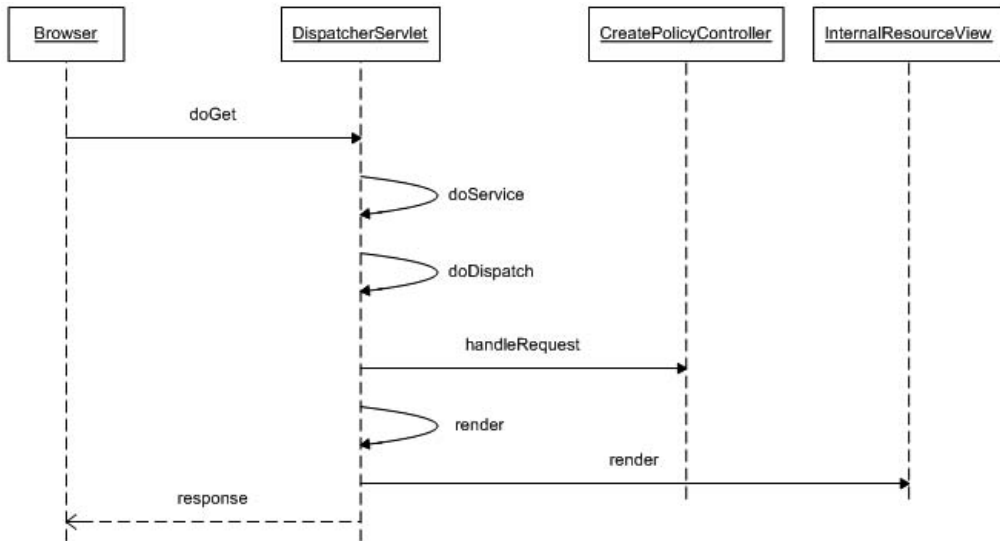 Browser
DispatcherServlet
CreatePolicyController
InternalResourceView
doGet
doService
doDispatch
handleRequest
render
render
response